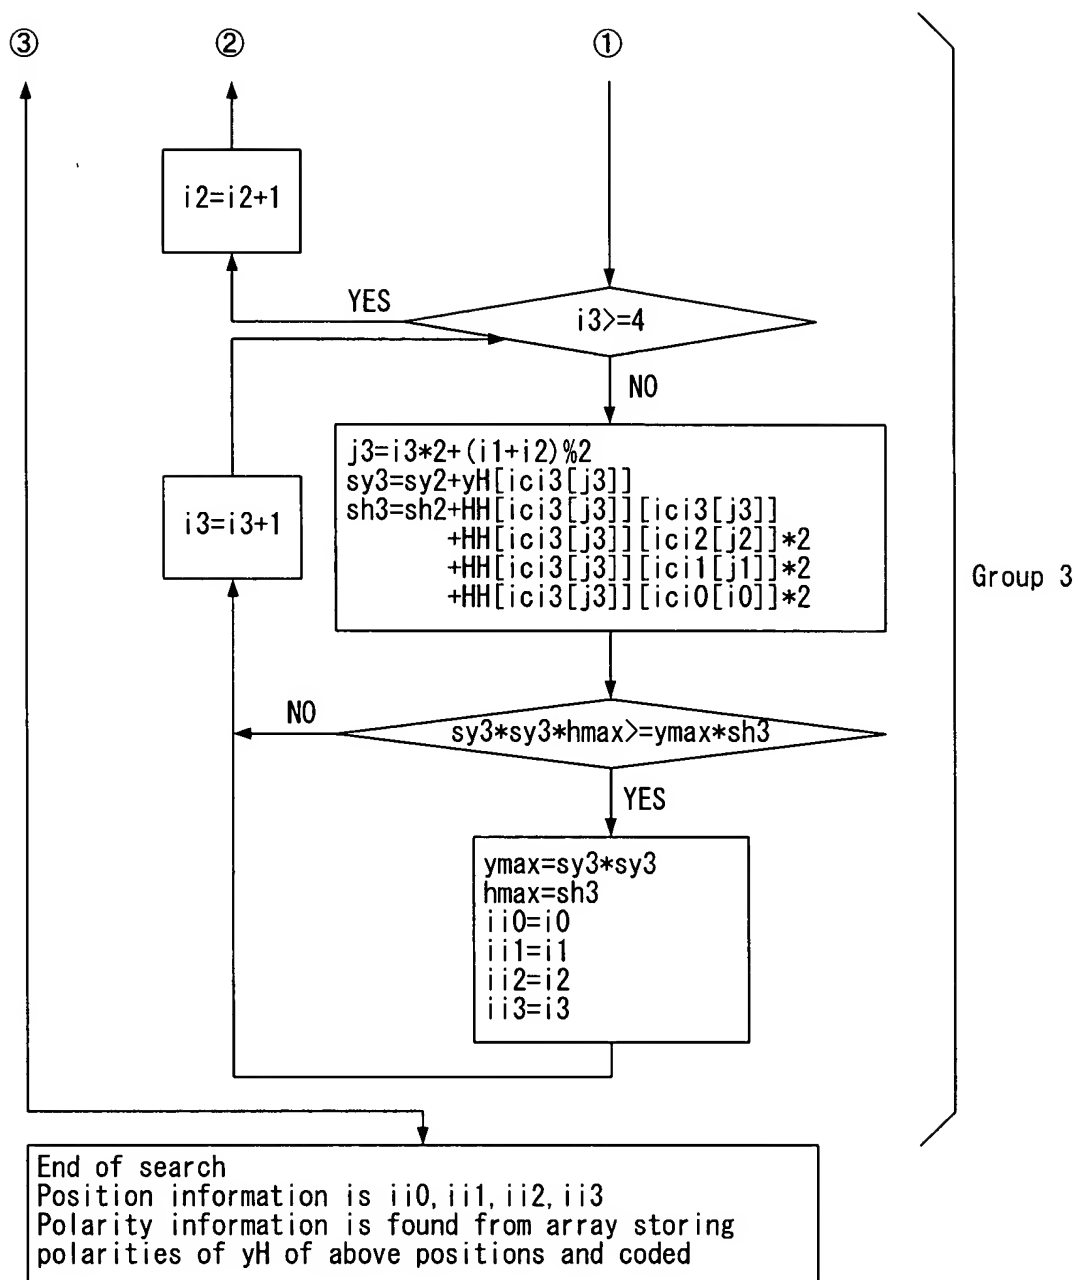 ③ ② ①
i2=i2+1
YES
i3>=4
NO
j3=i3*2+(i1+i2)%2
sy3=sy2+yH[ici3[j3]]
sh3=sh2+HH[ici3[j3]][ici3[j3]]
+HH[ici3[j3]][ici2[j2]]*2
+HH[ici3[j3]][ici1[j1]]*2
+HH[ici3[j3]][ici0[i0]]*2
i3=i3+1
Group 3
NO
sy3*sy3*hmax>=ymax*sh3
YES
ymax=sy3*sy3
hmax=sh3
ii0=i0
ii1=i1
ii2=i2
ii3=i3
End of search
Position information is ii0, ii1, ii2, ii3
Polarity information is found from array storing
polarities of yH of above positions and coded